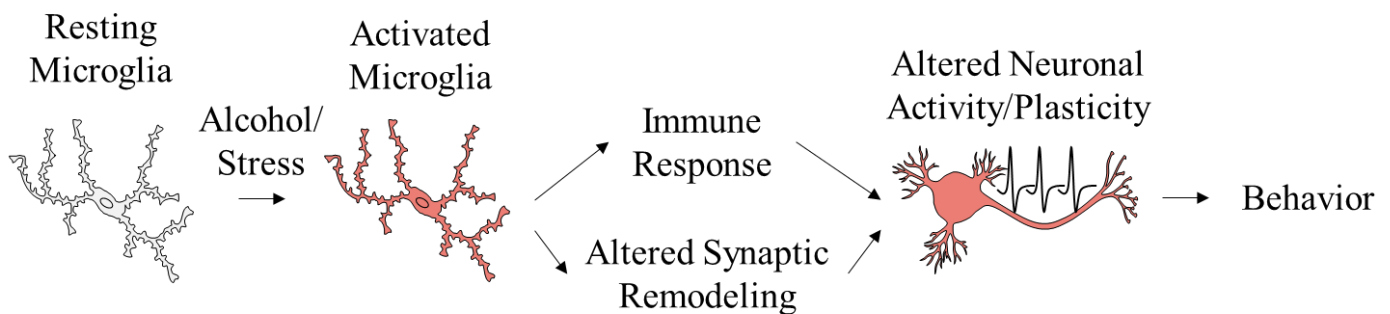 Resting
Microglia
Alcohol/
Stress
Activated
Microglia
Immune
Response
Altered Synaptic
Remodeling
Altered Neuronal
Activity/Plasticity
Behavior